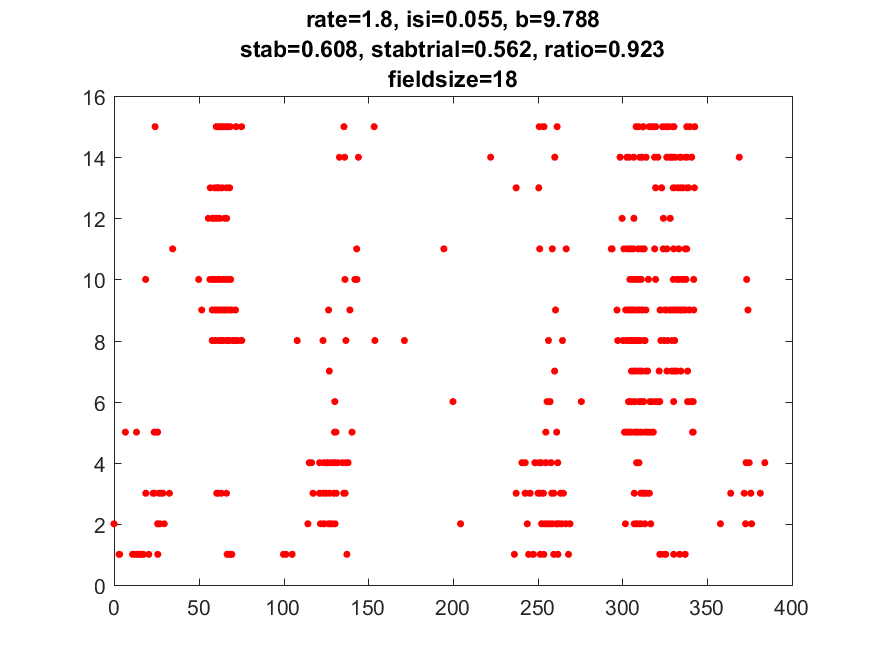 rate=1.8, isi=0.055, b=9.788
stab=0.608, stabtrial=0.562, ratio=0.923
fieldsize=18
16
14
12
10
8
6
4
2
0
0 50 100 150 200 250 300 350 400